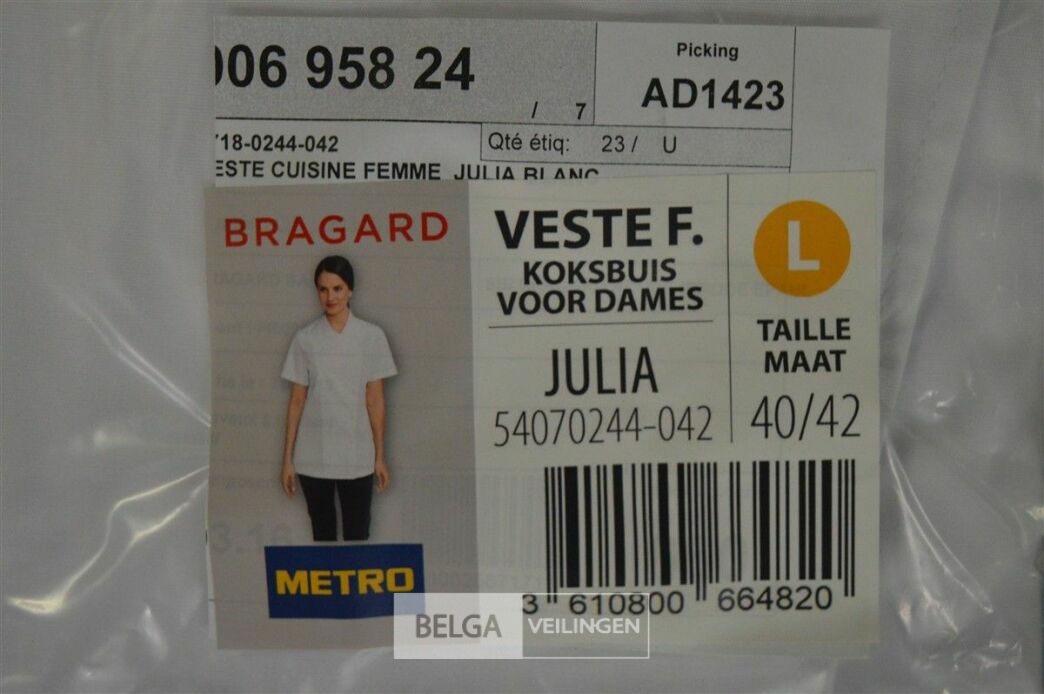 006 958 24
/ 7
Picking
AD1423
718-0244-042
Qté étiq: 23 / U
ESTE CUISINE FEMME JULIA BLANC
BRAGARD
VESTE F.
KOKSBUIS
VOOR DAMES
JULIA
54070244-042
L
TAILLE
MAAT
40/42
METRO
3 610800 664820
BELGA VEILINGEN